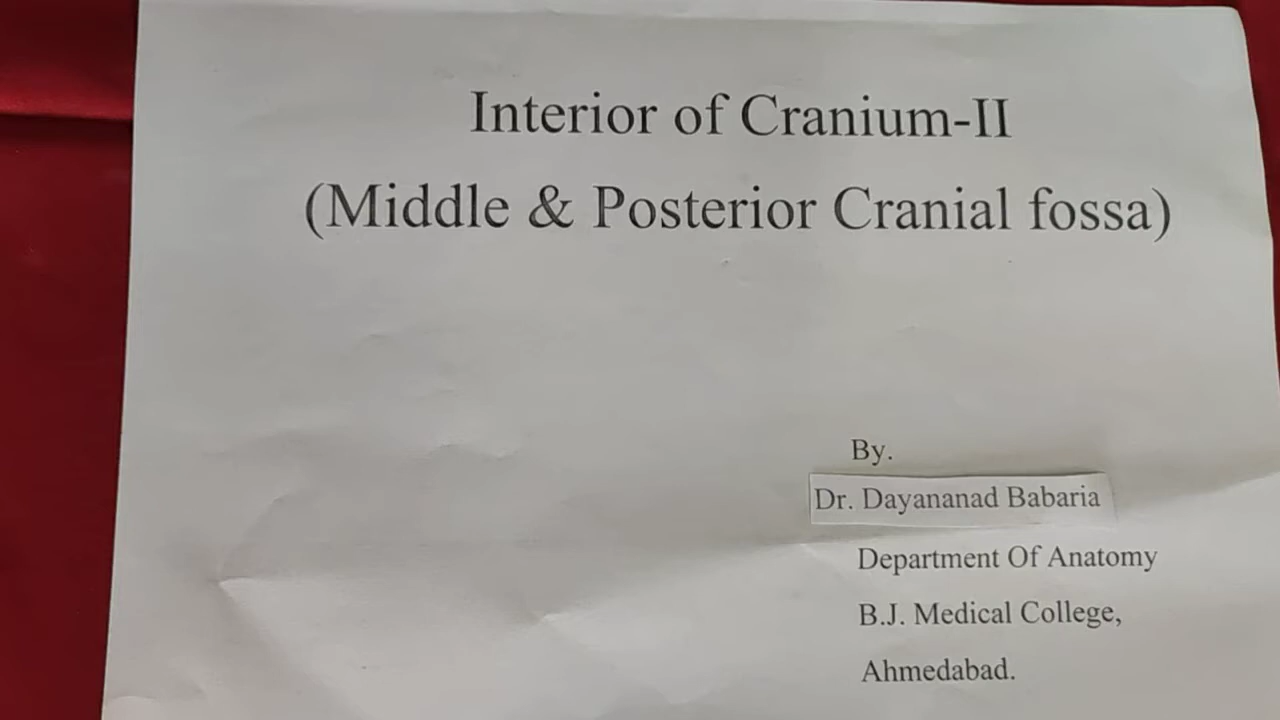 Interior of Cranium-II
(Middle & Posterior Cranial fossa)
By.
Dr. Dayananad Babaria
Department Of Anatomy
B.J. Medical College,
Ahmedabad.